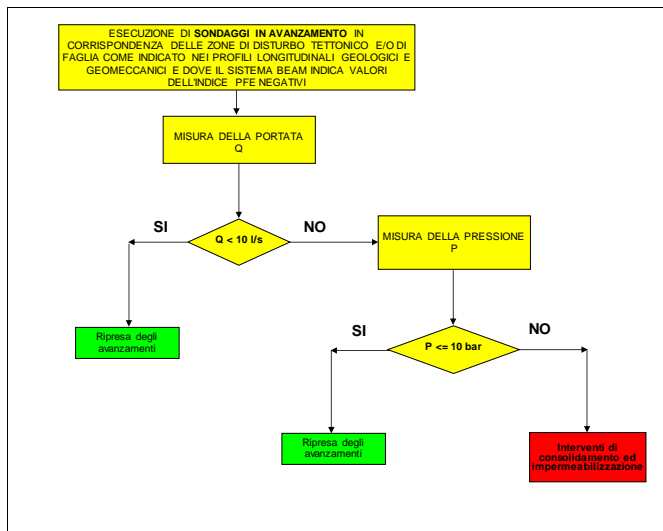 ESECUZIONE DI SONDAGGI IN AVANZAMENTO IN
CORRISPONDENZA DELLE ZONE DI DISTURBO TETTONICO E/O DI
FAGLIA COME INDICATO NEI PROFILI LONGITUDINALI GEOLOGICI E
GEOMECCANICI E DOVE IL SISTEMA BEAM INDICA VALORI
DELL'INDICE PFE NEGATIVI
MISURA DELLA PORTATA
Q
SI
Q < 10 l/s
NO
MISURA DELLA PRESSIONE
P
Ripresa degli
avanzamenti
SI
P <= 10 bar
NO
Ripresa degli
avanzamenti
Interventi di
consolidamento ed
impermeabilizzazione